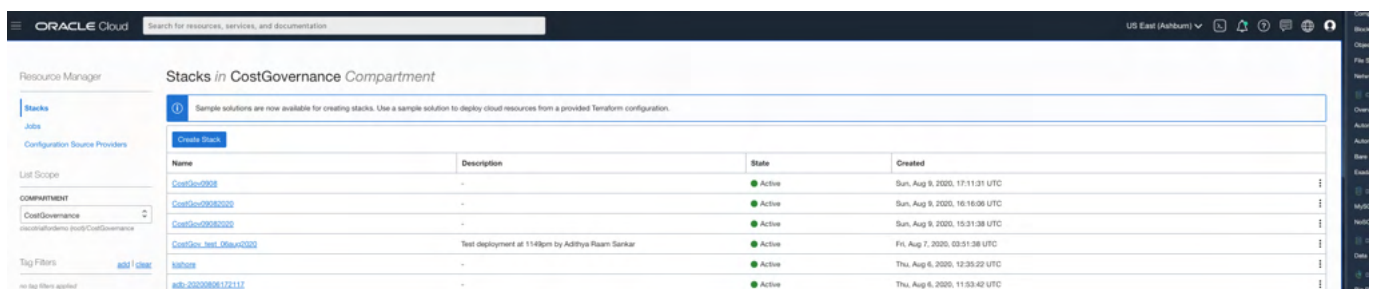 ORACLE Cloud
Search for resources, services, and documentation
US East (Ashburn)
Resource Manager
Stacks
Jobs
Configuration Source Providers
List Scope
COMPARTMENT
CostGovernance
Tag Filters add | clear
no tag filters applied
Stacks in CostGovernance Compartment
Sample solutions are now available for creating stacks. Use a sample solution to deploy cloud resources from a provided Terraform configuration.
Create Stack
Name Description State Created
CostGov0908 - Active Sun, Aug 9, 2020, 17:11:31 UTC
CostGov09082020 - Active Sun, Aug 9, 2020, 16:16:06 UTC
CostGov09082020 - Active Sun, Aug 9, 2020, 15:31:38 UTC
CostGov_test_06aug2020 Test deployment at 1149pm by Adithya Raam Sankar Active Fri, Aug 7, 2020, 03:51:38 UTC
kishore - Active Thu, Aug 6, 2020, 12:35:22 UTC
adb-20200806172117 - Active Thu, Aug 6, 2020, 11:53:42 UTC